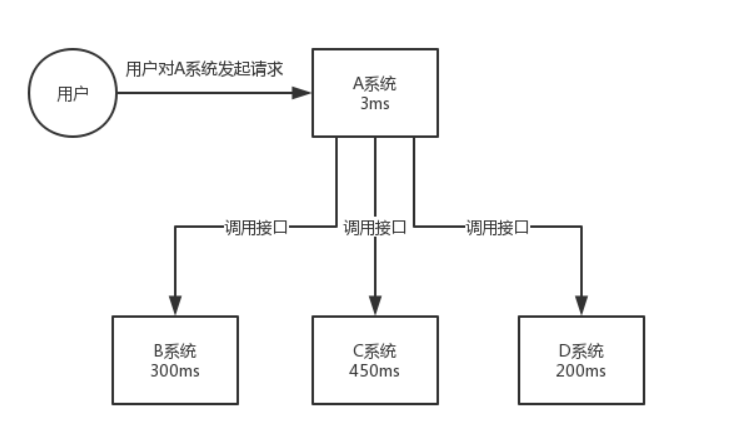 用户对A系统发起请求
用户
A系统
3ms
调用接口
调用接口
调用接口
B系统
300ms
C系统
450ms
D系统
200ms